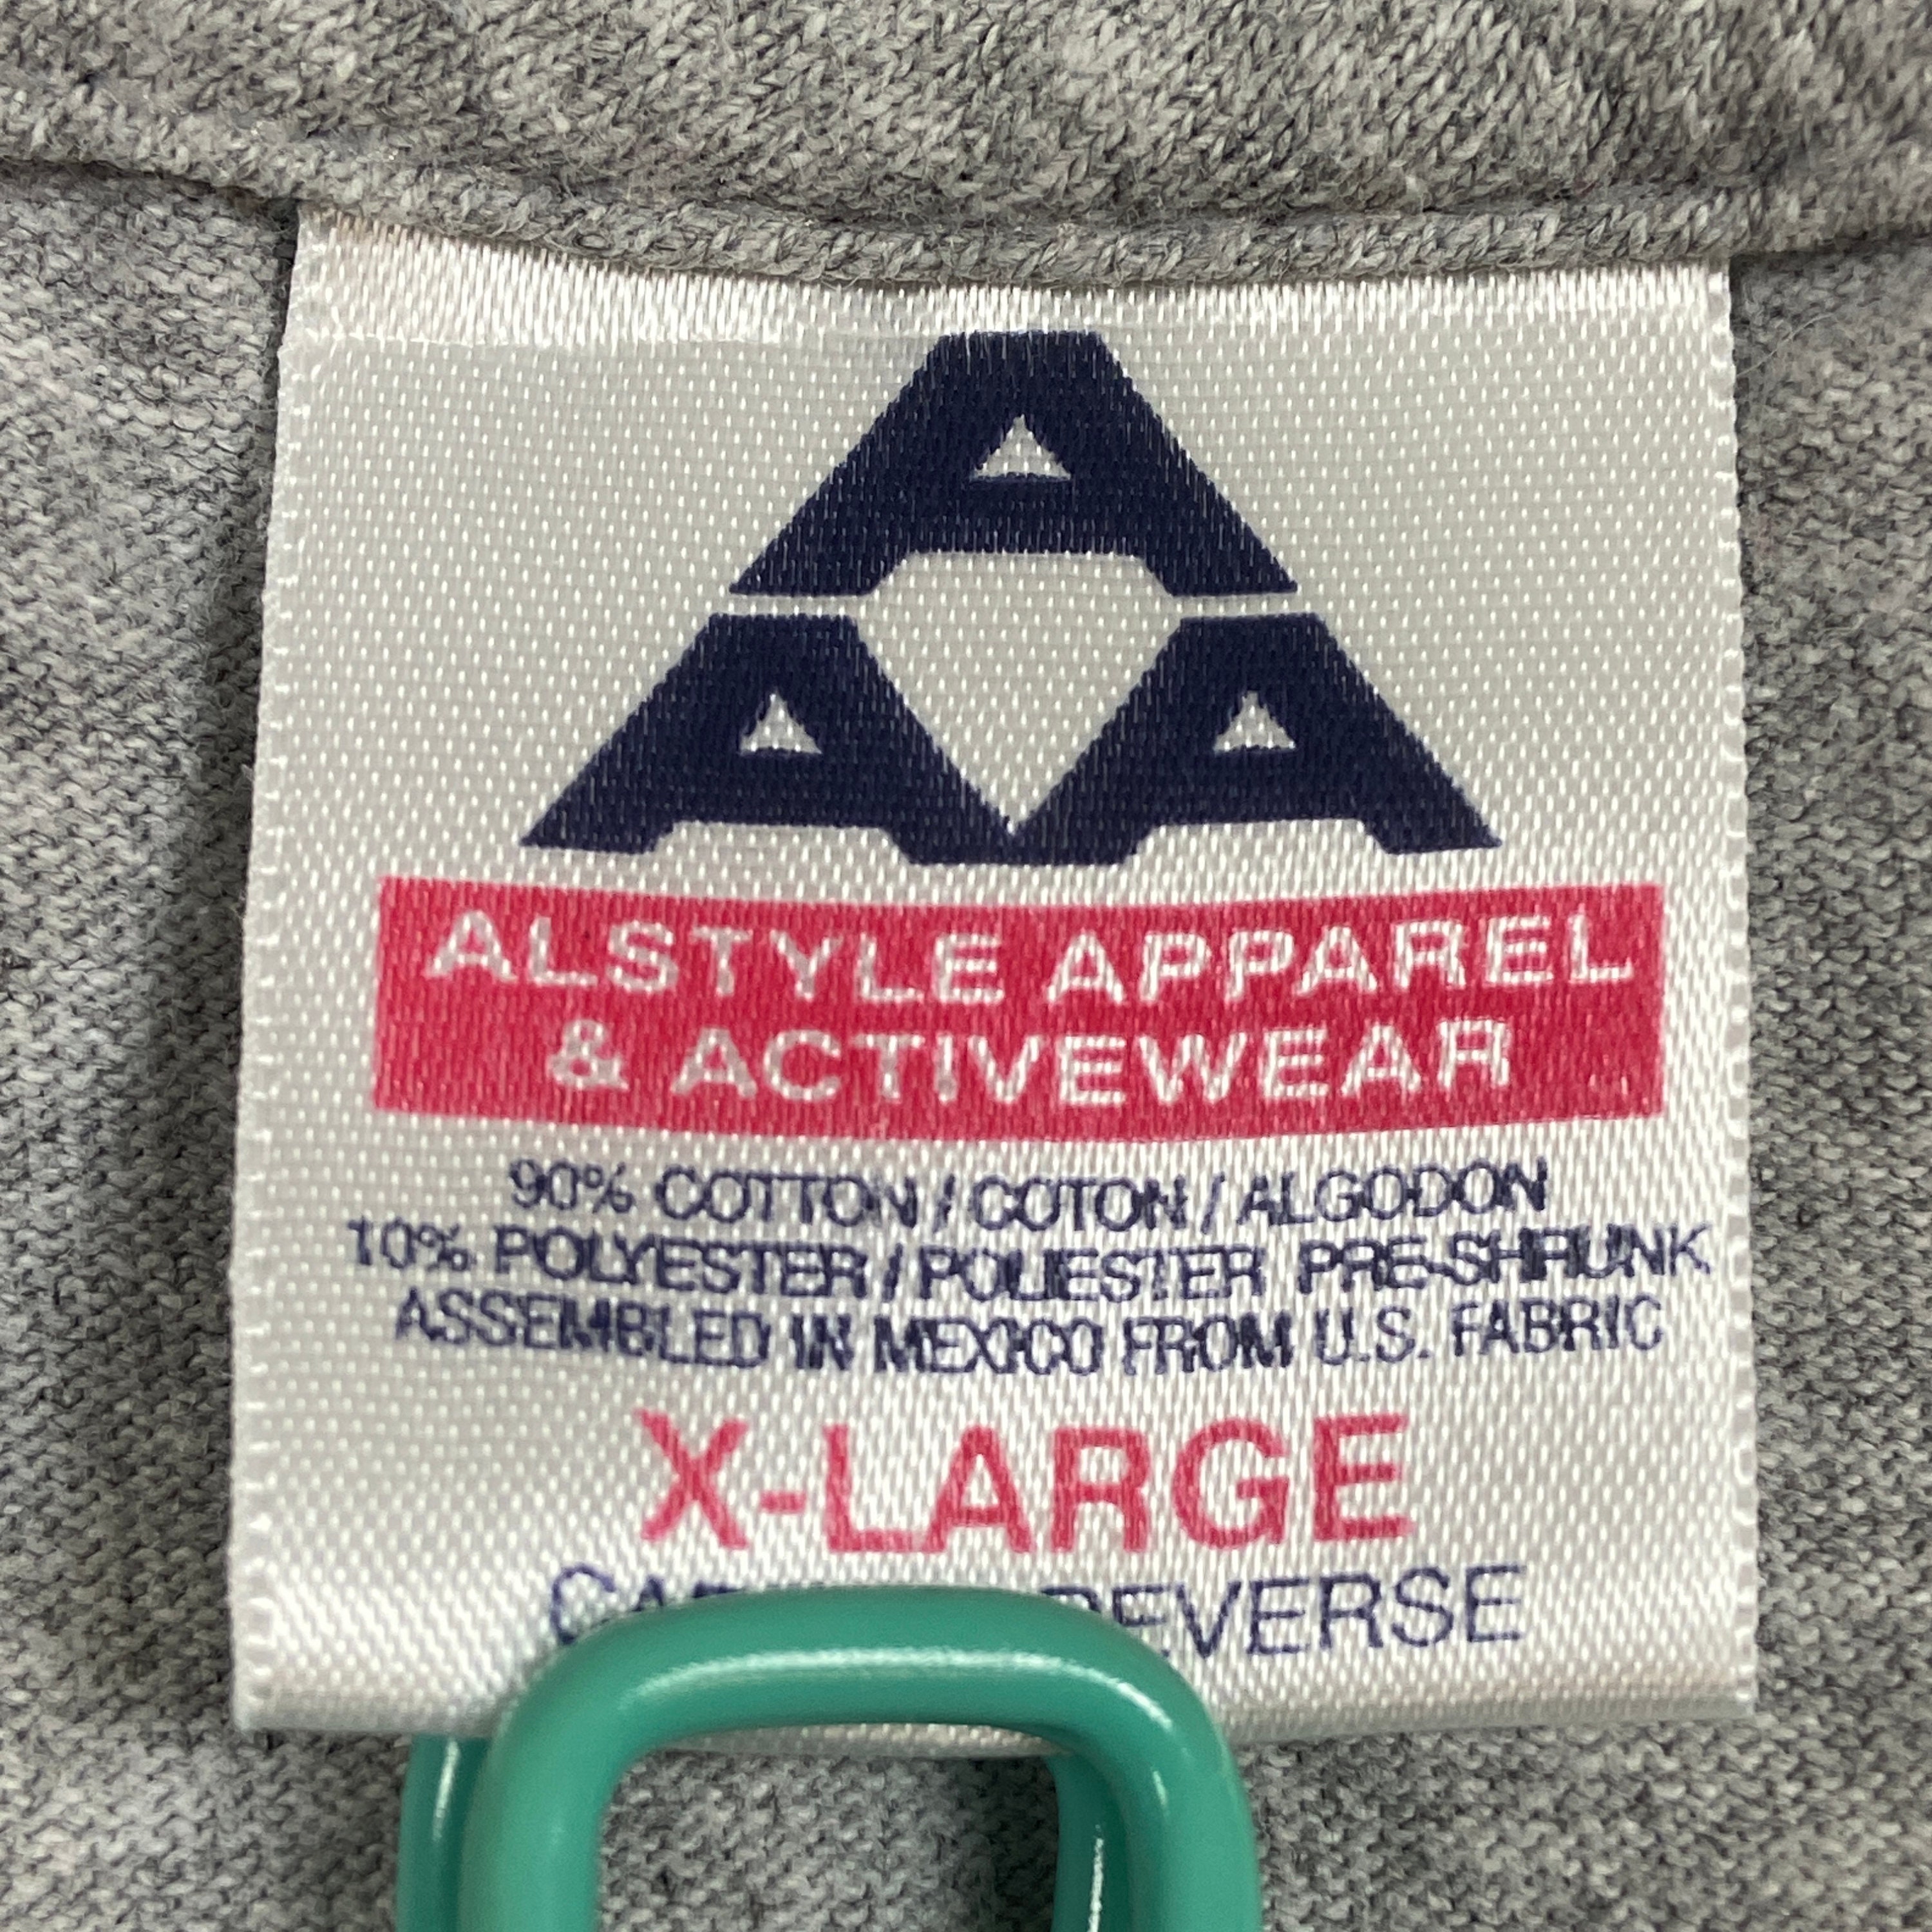 A
AA
ALSTYLE APPAREL
& ACTIVEWEAR
90% COTTON / COTON / ALGODON
10% POLYESTER / POLIESTER PRE-SHRUNK
ASSEMBLED IN MEXICO FROM U.S. FABRIC
X-LARGE
REVERSE